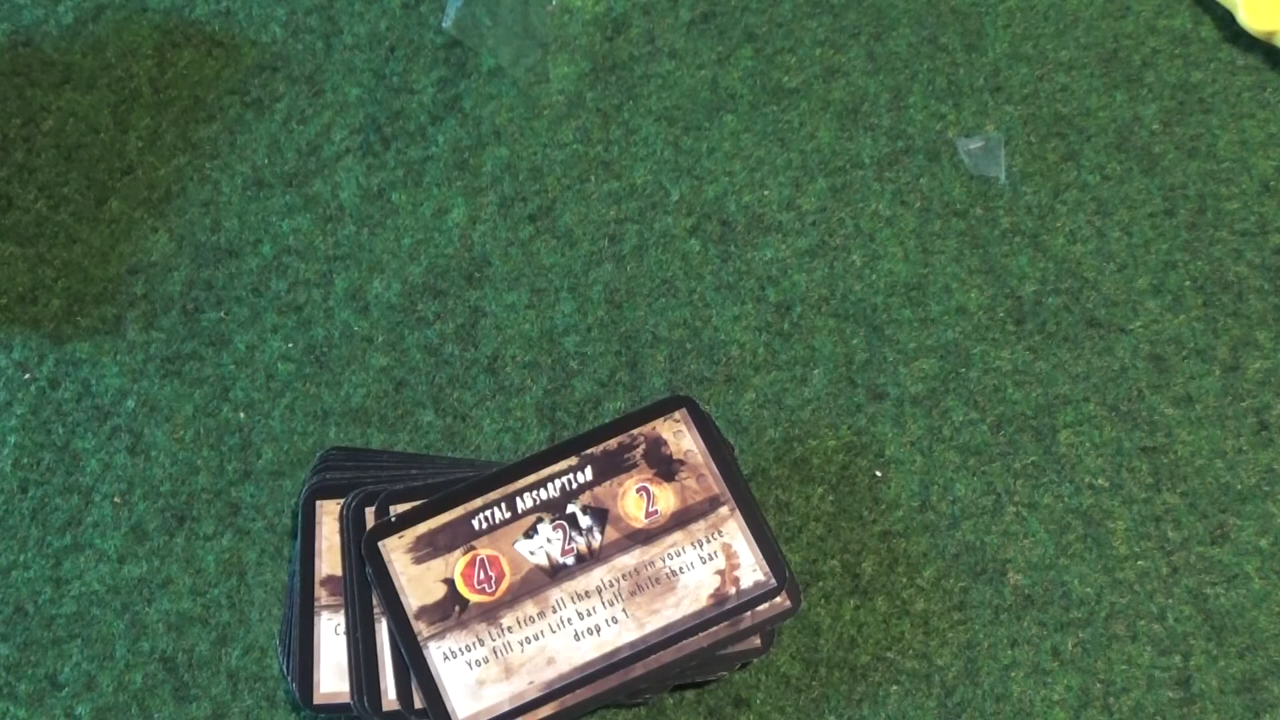 VITAL ABSORPTION
4 2 2
Absorb Life from all the players in your space.
You fill your Life bar full while their bar
drop to 1.
Ca